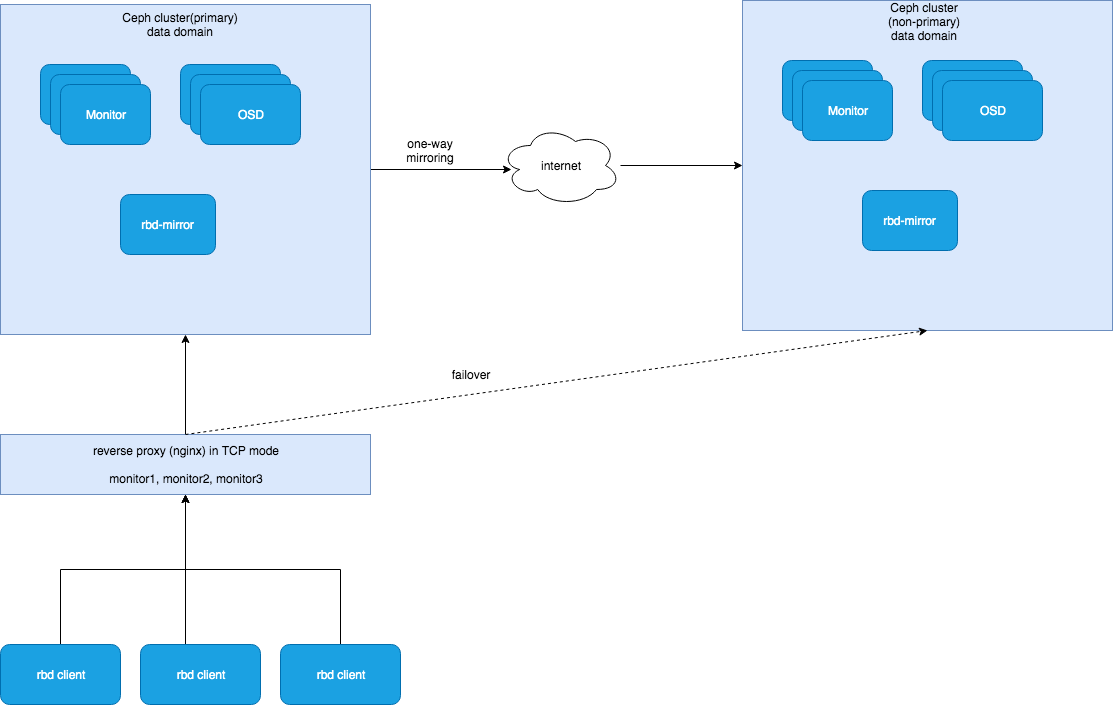 Ceph cluster(primary)
data domain
Monitor
OSD
rbd-mirror
one-way
mirroring
internet
Ceph cluster
(non-primary)
data domain
Monitor
OSD
rbd-mirror
failover
reverse proxy (nginx) in TCP mode
monitor1, monitor2, monitor3
rbd client
rbd client
rbd client